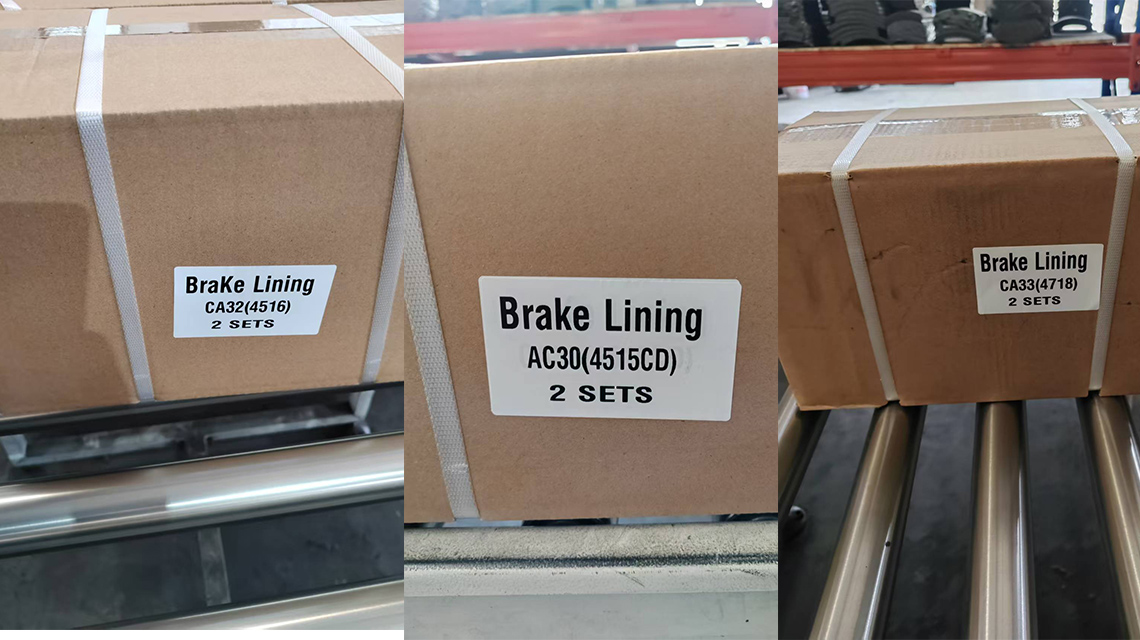 BraKe Lining
CA32(4516)
2 SETS
Brake Lining
AC30(4515CD)
2 SETS
Brake Lining
CA33(4718)
2 SETS